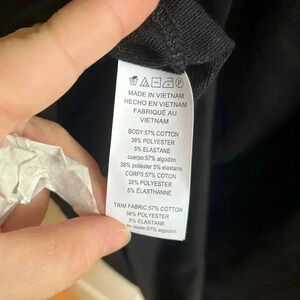 MADE IN VIETNAM
HECHO EN VIETNAM
FABRIQUÉ AU
VIETNAM
BODY:57% COTTON
38% POLYESTER
5% ELASTANE
cuerpo:57% algodón
38% poliéster 5% elastano
CORPS:57% COTON
38% POLYESTER
5% ÉLASTHANNE
TRIM FABRIC:57% COTTON
38% POLYESTER
5% ELASTANE
57% algodón